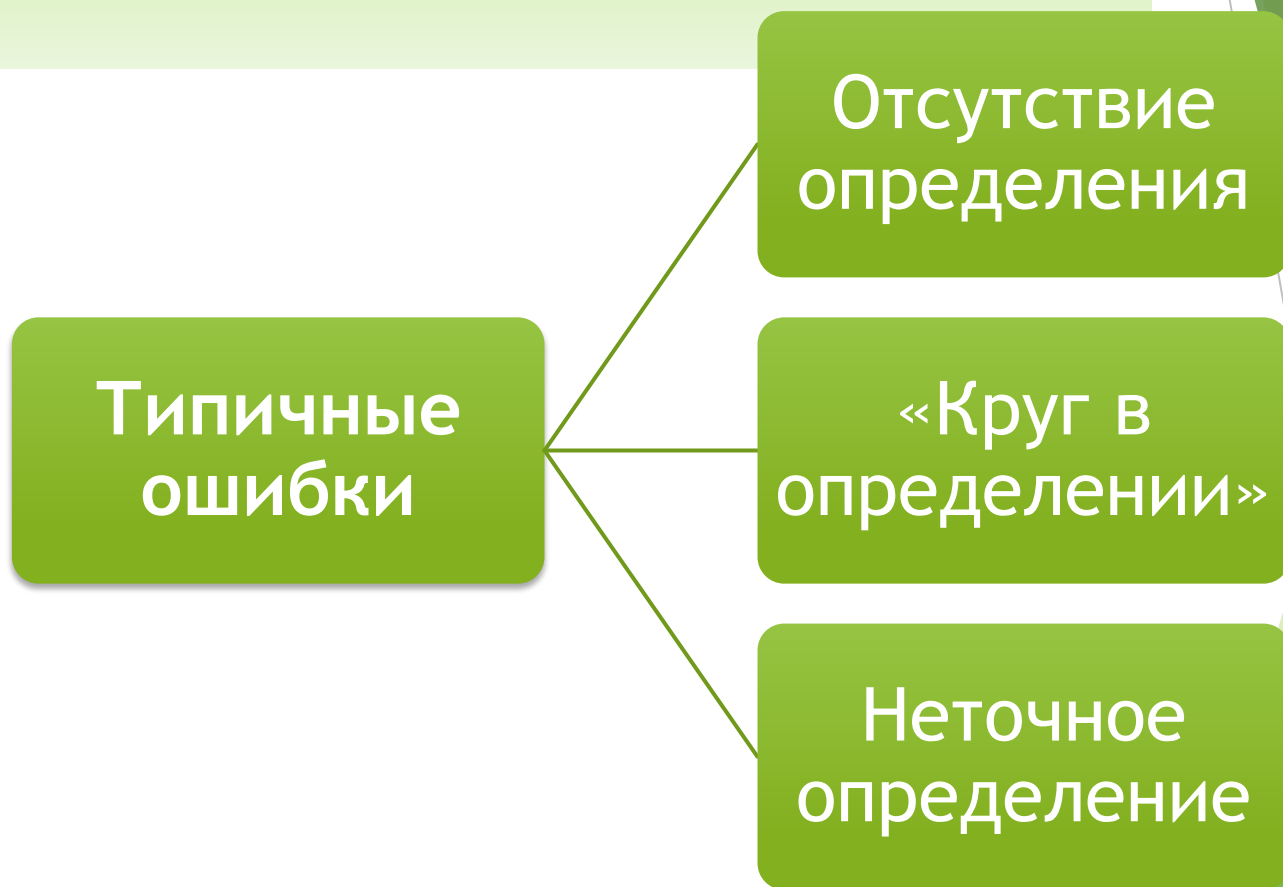 Отсутствие
определения
Типичные
ошибки
«Круг в
определении»
Неточное
определение